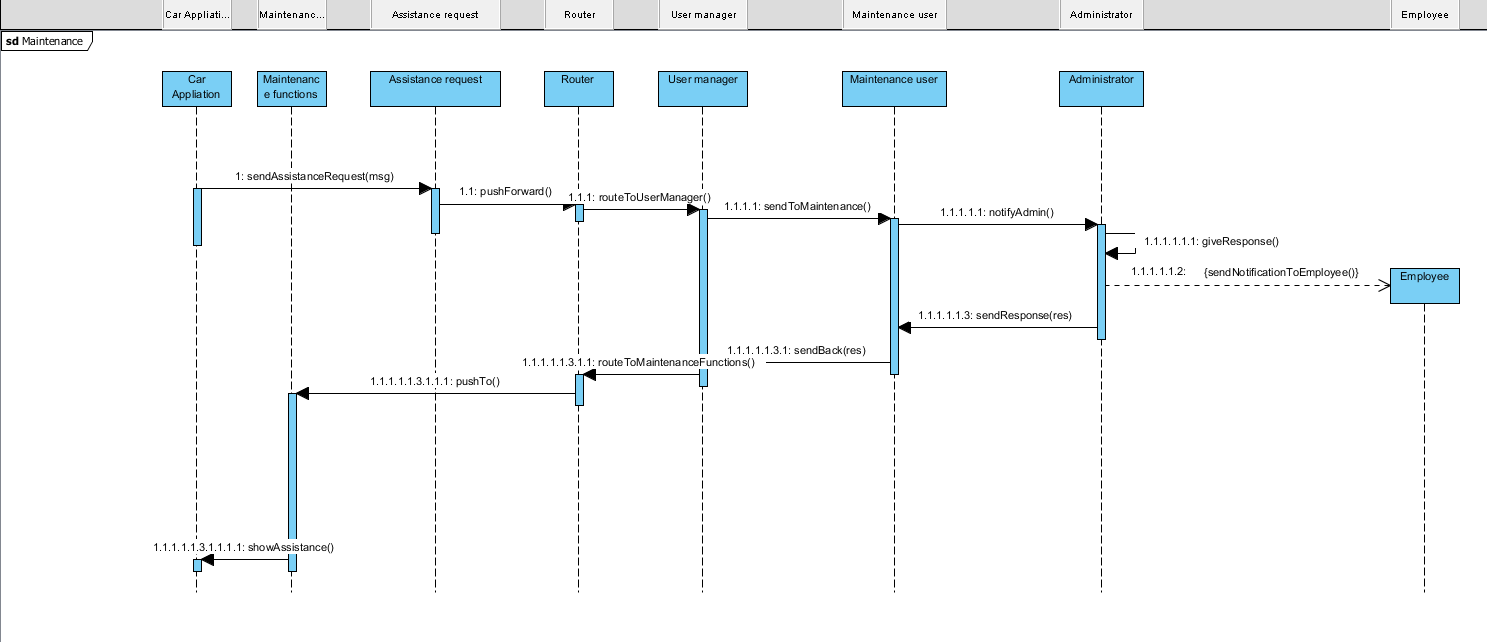 Car Appliati...
Maintenanc...
Assistance request
Router
User manager
Maintenance user
Administrator
Employee
sd Maintenance
Car
Appliation
Maintenanc
e functions
Assistance request
Router
User manager
Maintenance user
Administrator
1: sendAssistanceRequest(msg)
1.1: pushForward()
1.1.1: routeToUserManager()
1.1.1.1: sendToMaintenance()
1.1.1.1.1: notifyAdmin()
1.1.1.1.1.1: giveResponse()
1.1.1.1.1.2: {sendNotificationToEmployee()}
Employee
1.1.1.1.1.3: sendResponse(res)
1.1.1.1.1.3.1: sendBack(res)
1.1.1.1.1.3.1.1: routeToMaintenanceFunctions()
1.1.1.1.1.3.1.1.1: pushTo()
1.1.1.1.1.3.1.1.1.1: showAssistance()